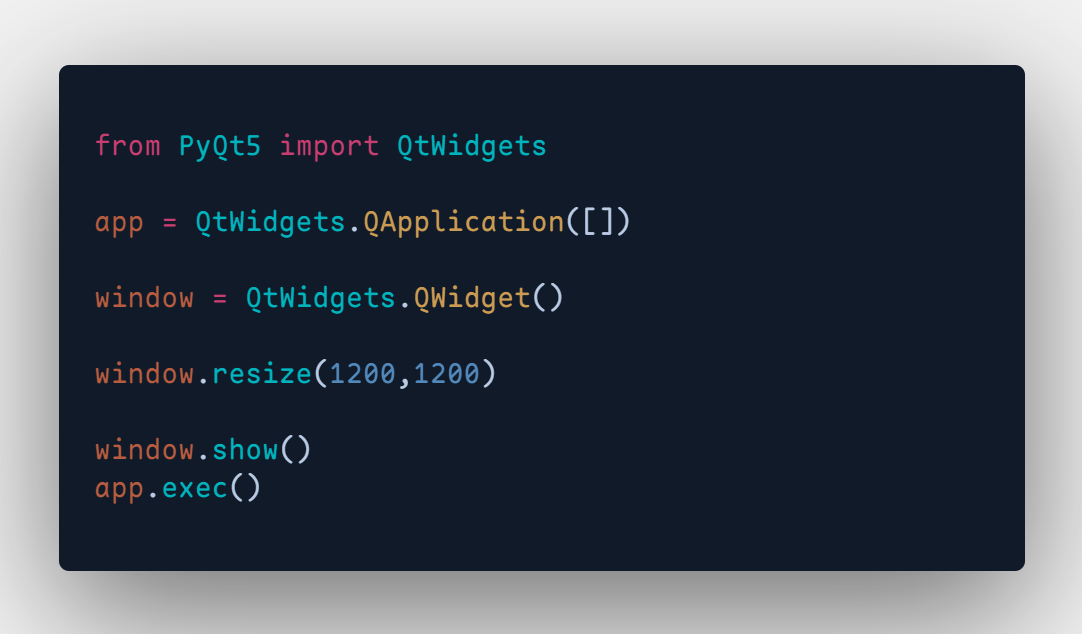 from PyQt5 import QtWidgets
app = QtWidgets.QApplication([])
window = QtWidgets.QWidget()
window.resize(1200,1200)
window.show()
app.exec()